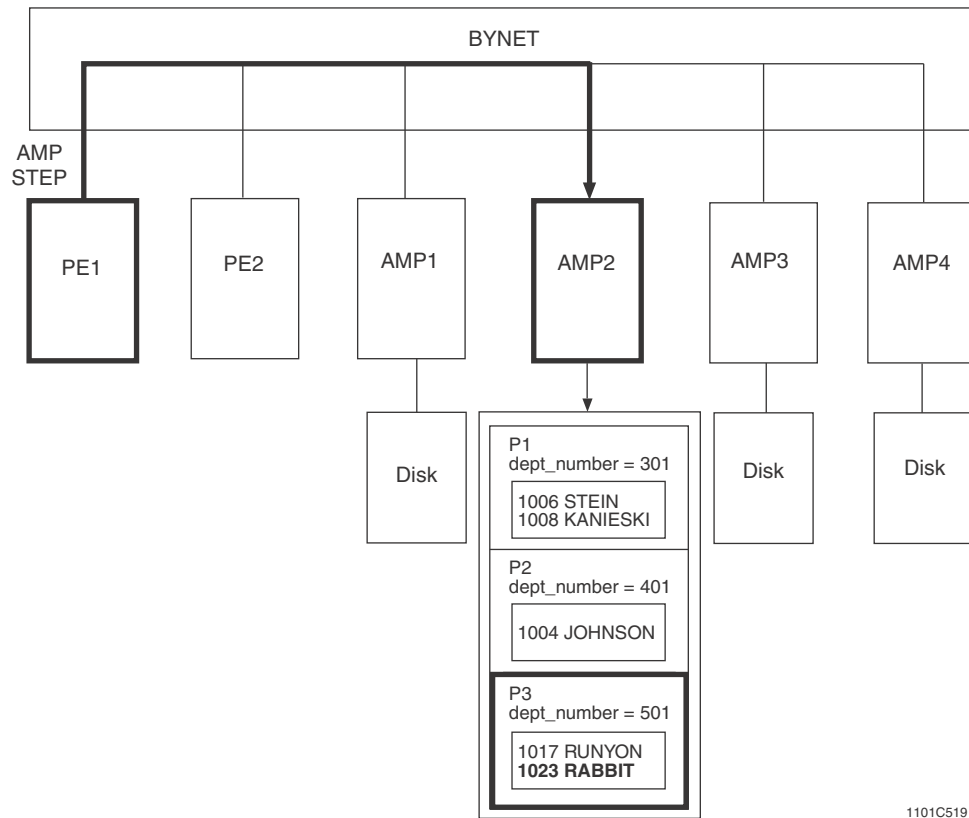 BYNET
AMP
STEP
PE1
PE2
AMP1
AMP2
AMP3
AMP4
Disk
P1
dept_number = 301
1006 STEIN
1008 KANIESKI
P2
dept_number = 401
1004 JOHNSON
P3
dept_number = 501
1017 RUNYON
1023 RABBIT
Disk
Disk
1101C519